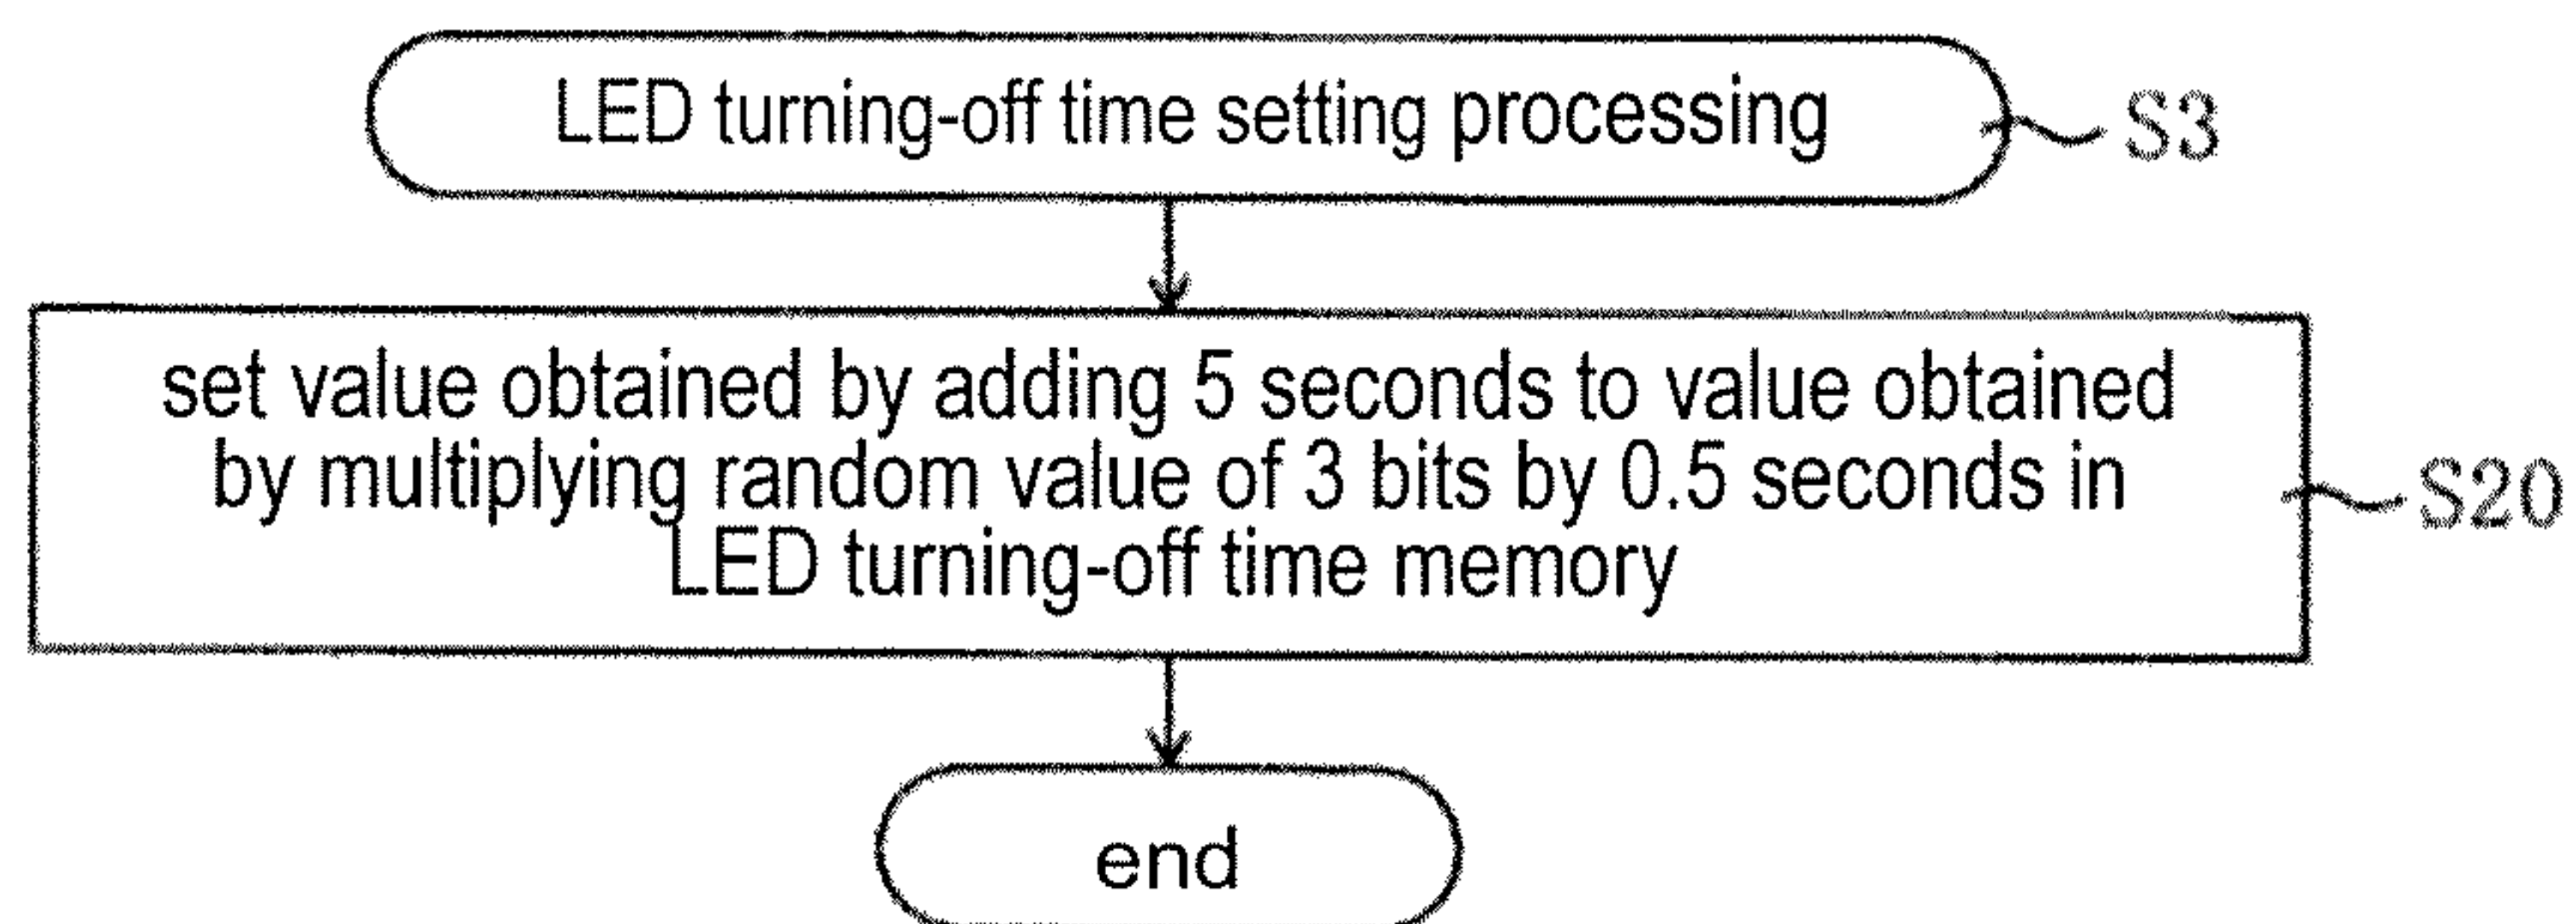 LED turning-off time setting processing
S3
set value obtained by adding 5 seconds to value obtained
by multiplying random value of 3 bits by 0.5 seconds in
LED turning-off time memory
S20
end